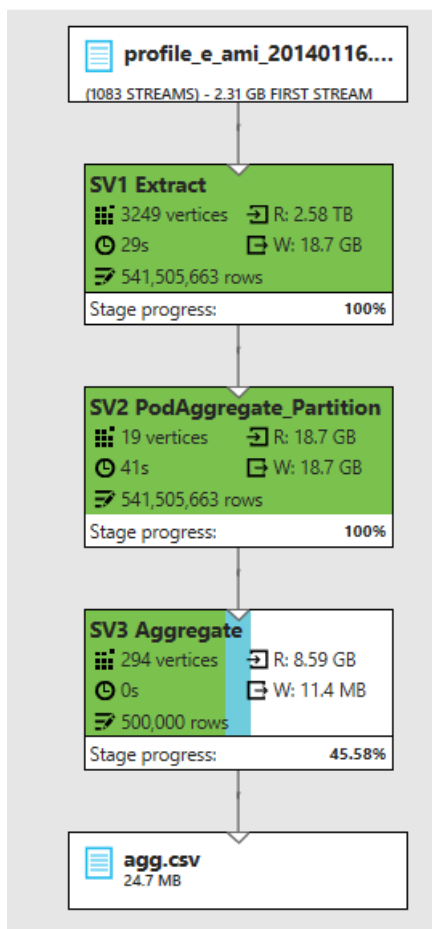 profile_e_ami_20140116....
(1083 STREAMS) - 2.31 GB FIRST STREAM
SV1 Extract
3249 vertices R: 2.58 TB
29s W: 18.7 GB
541,505,663 rows
Stage progress: 100%
SV2 PodAggregate_Partition
19 vertices R: 18.7 GB
41s W: 18.7 GB
541,505,663 rows
Stage progress: 100%
SV3 Aggregate
294 vertices R: 8.59 GB
0s W: 11.4 MB
500,000 rows
Stage progress: 45.58%
agg.csv
24.7 MB